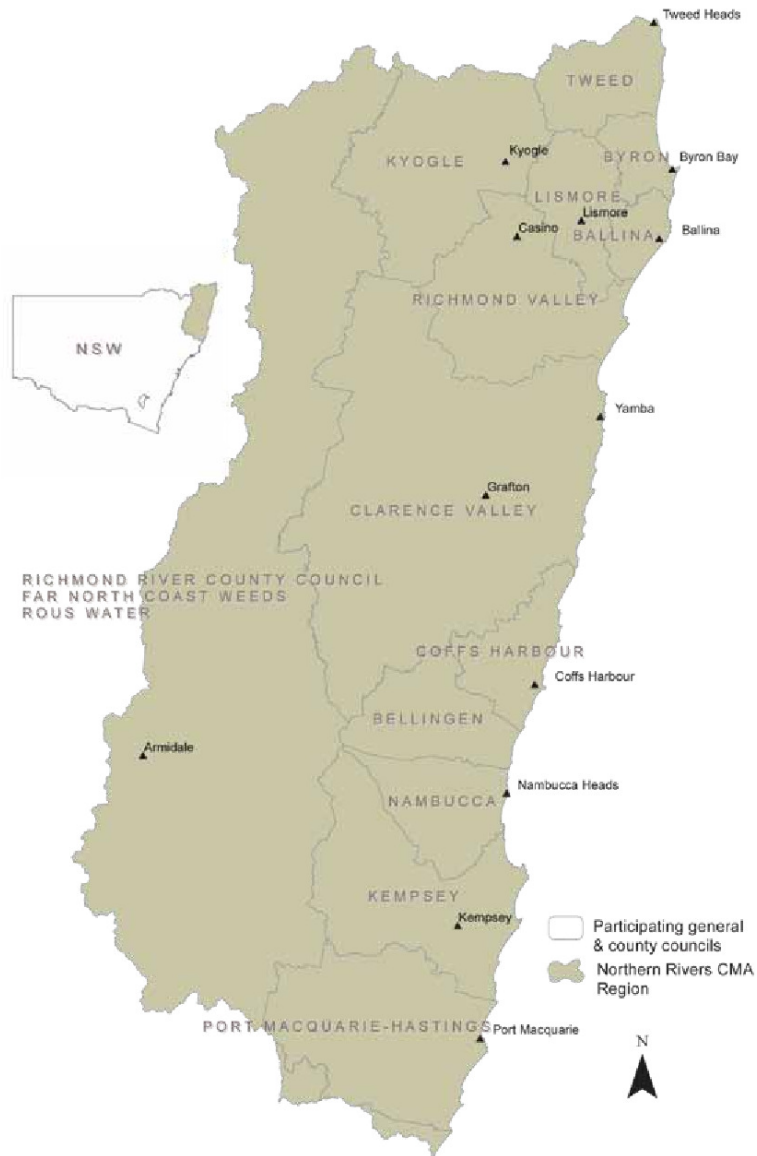 Tweed Heads
TWEED
Kyogle
KYOGLE
BYRON
Byron Bay
LISMORE
Lismore
Casino
BALLINA
Ballina
RICHMOND VALLEY
NSW
Yamba
Grafton
CLARENCE VALLEY
RICHMOND RIVER COUNTY COUNCIL
FAR NORTH COAST WEEDS
ROUS WATER
COFFS HARBOUR
Coffs Harbour
BELLINGEN
Armidale
Nambucca Heads
NAMBUCCA
KEMPSEY
Kempsey
Participating general
& county councils
Northern Rivers CMA
Region
PORT MACQUARIE-HASTINGS
Port Macquarie
N